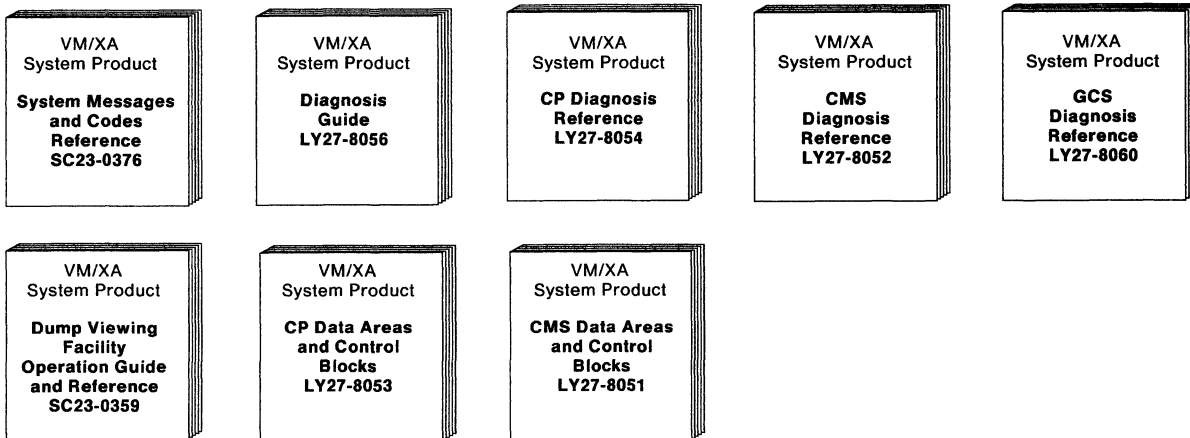 VM/XA
System Product
System Messages
and Codes
Reference
SC23-0376
VM/XA
System Product
Diagnosis
Guide
LY27-8056
VM/XA
System Product
CP Diagnosis
Reference
LY27-8054
VM/XA
System Product
CMS
Diagnosis
Reference
LY27-8052
VM/XA
System Product
GCS
Diagnosis
Reference
LY27-8060
VM/XA
System Product
Dump Viewing
Facility
Operation Guide
and Reference
SC23-0359
VM/XA
System Product
CP Data Areas
and Control
Blocks
LY27-8053
VM/XA
System Product
CMS Data Areas
and Control
Blocks
LY27-8051